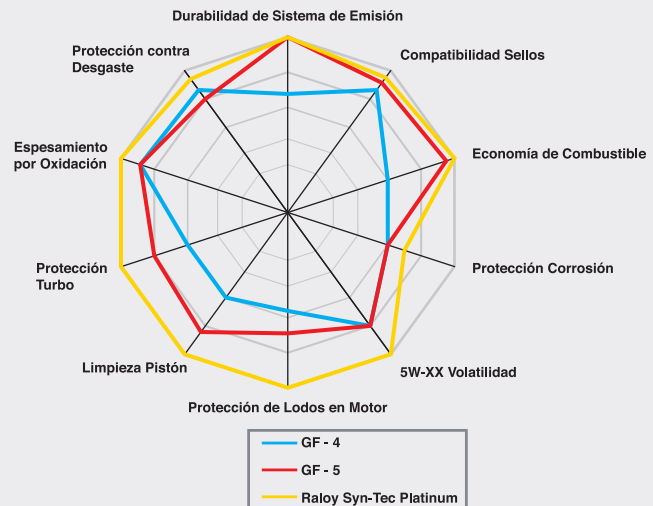 Durabilidad de Sistema de Emisión
Protección contra
Desgaste
Compatibilidad Sellos
Espesamiento
por Oxidación
Economía de Combustible
Protección
Turbo
Protección Corrosión
Limpieza Pistón
5W-XX Volatilidad
Protección de Lodos en Motor
GF - 4
GF - 5
Raloy Syn-Tec Platinum